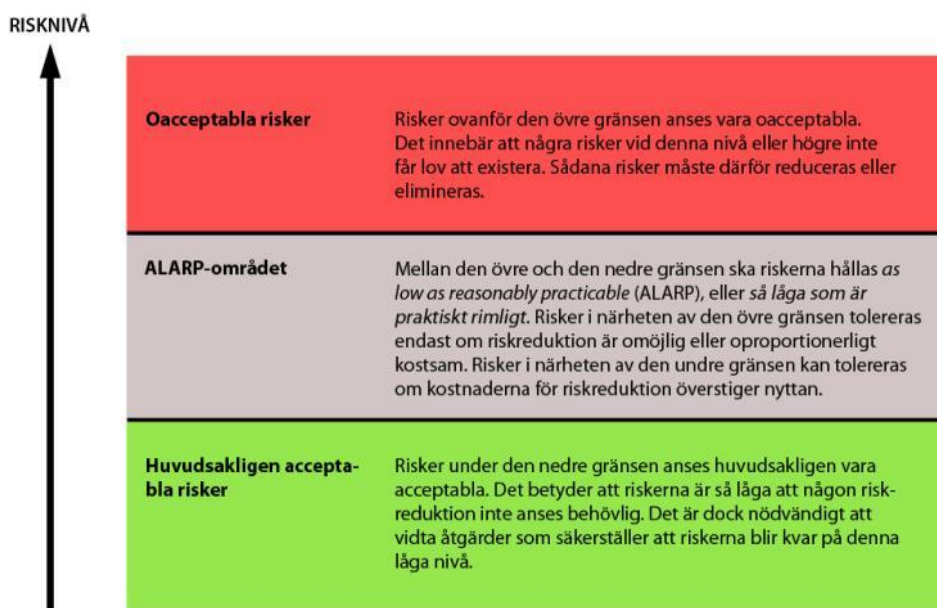 RISKNIVÅ
Oacceptabla risker
Risker ovanför den övre gränsen anses vara oacceptabla.
Det innebär att några risker vid denna nivå eller högre inte
får lov att existera. Sådana risker måste därför reduceras eller
elimineras.
ALARP-området
Mellan den övre och den nedre gränsen ska riskerna hållas as
low as reasonably practicable (ALARP), eller så låga som är
praktiskt rimligt. Risker i närheten av den övre gränsen tolereras
endast om riskreduktion är omöjlig eller oproportionerligt
kostsam. Risker i närheten av den undre gränsen kan tolereras
om kostnaderna för riskreduktion överstiger nyttan.
Huvudsakligen accepta-
bla risker
Risker under den nedre gränsen anses huvudsakligen vara
acceptabla. Det betyder att riskerna är så låga att någon risk-
reduktion inte anses behövlig. Det är dock nödvändigt att
vidta åtgärder som säkerställer att riskerna blir kvar på denna
låga nivå.